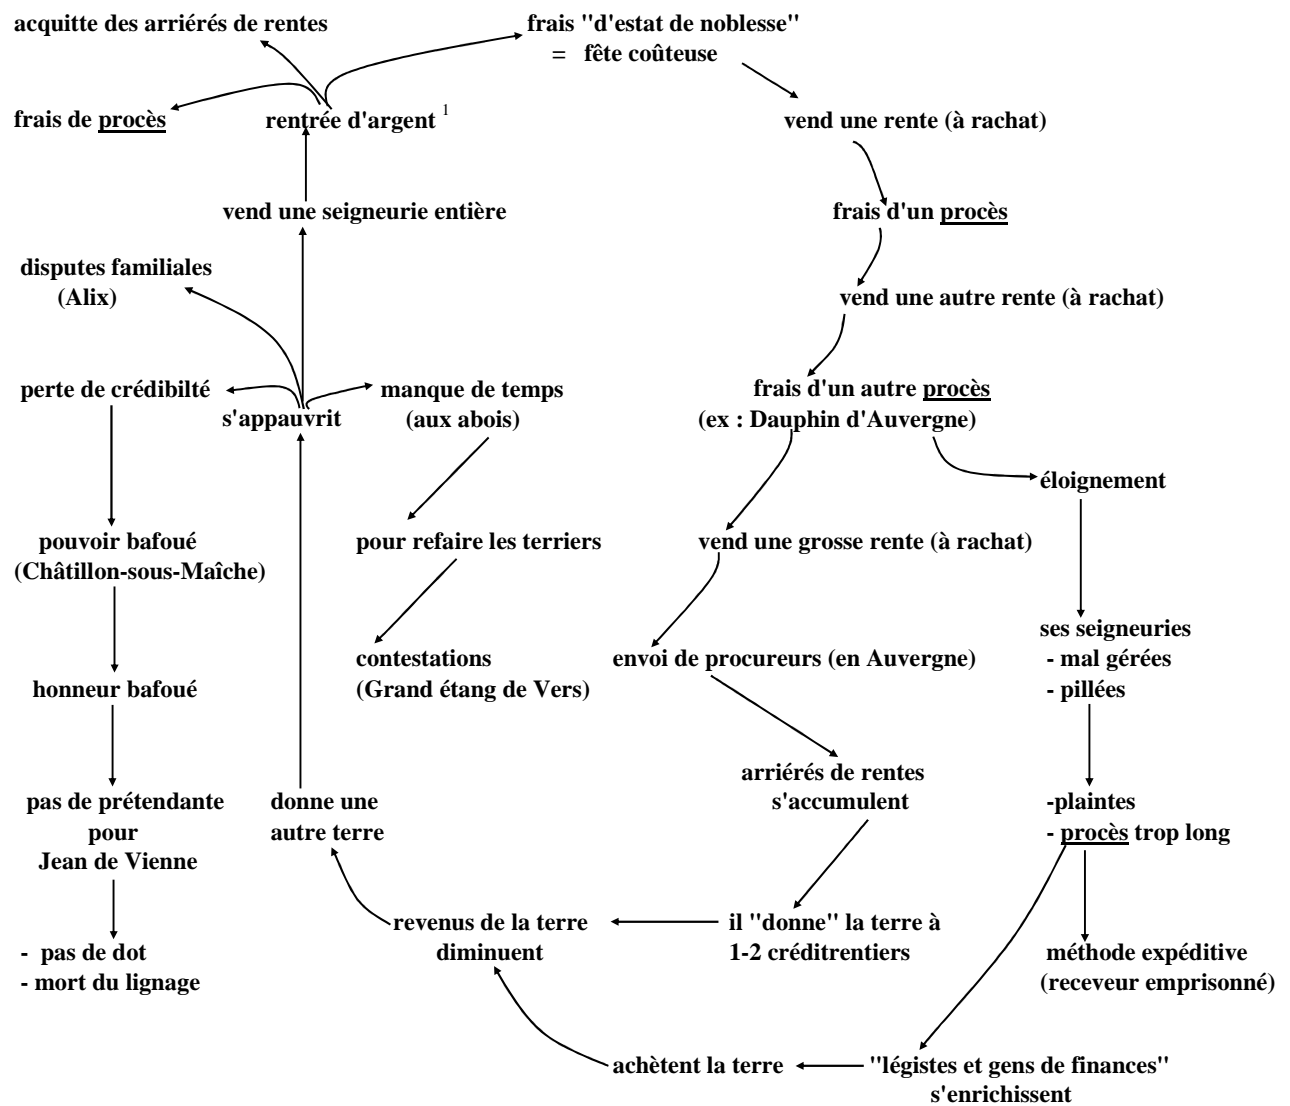 acquitte des arriérés de rentes
frais "d'estat de noblesse"
= fête coûteuse
frais de procès
rentrée d'argent 1
vend une rente (à rachat)
vend une seigneurie entière
frais d'un procès
disputes familiales
(Alix)
vend une autre rente (à rachat)
perte de crédibilté
s'appauvrit
manque de temps
(aux abois)
frais d'un autre procès
(ex : Dauphin d'Auvergne)
éloignement
pouvoir bafoué
(Châtillon-sous-Maîche)
pour refaire les terriers
vend une grosse rente (à rachat)
ses seigneuries
- mal gérées
- pillées
honneur bafoué
contestations
(Grand étang de Vers)
envoi de procureurs (en Auvergne)
arriérés de rentes
s'accumulent
pas de prétendante
pour
Jean de Vienne
donne une
autre terre
-plaintes
- procès trop long
revenus de la terre
diminuent
il "donne" la terre à
1-2 créditrentiers
- pas de dot
- mort du lignage
méthode expéditive
(receveur emprisonné)
achètent la terre
"légistes et gens de finances"
s'enrichissent